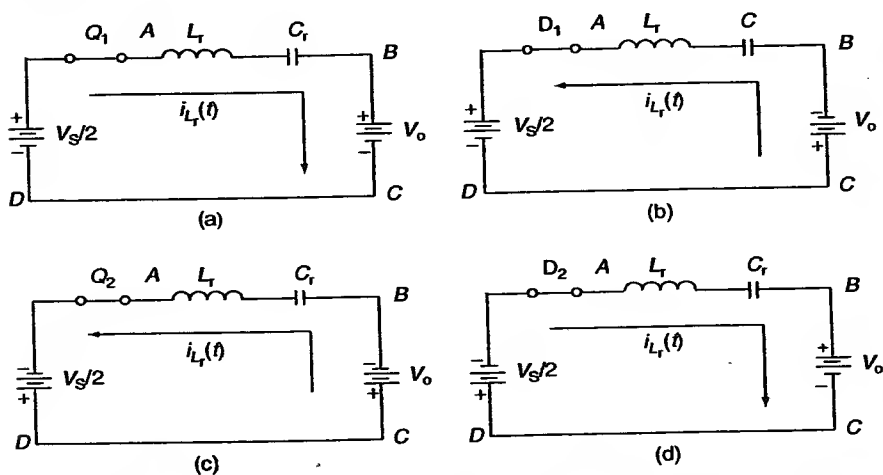 Q1 A Lr Cr B
+ VS/2 − iLr(t) + Vo −
D C
(a)
D1 A Lr C B
+ VS/2 − iLr(t) − Vo +
D C
(b)
Q2 A Lr Cr B
− VS/2 + iLr(t) − Vo +
D C
(c)
D2 A Lr Cr B
− VS/2 + iLr(t) + Vo −
D C
(d)